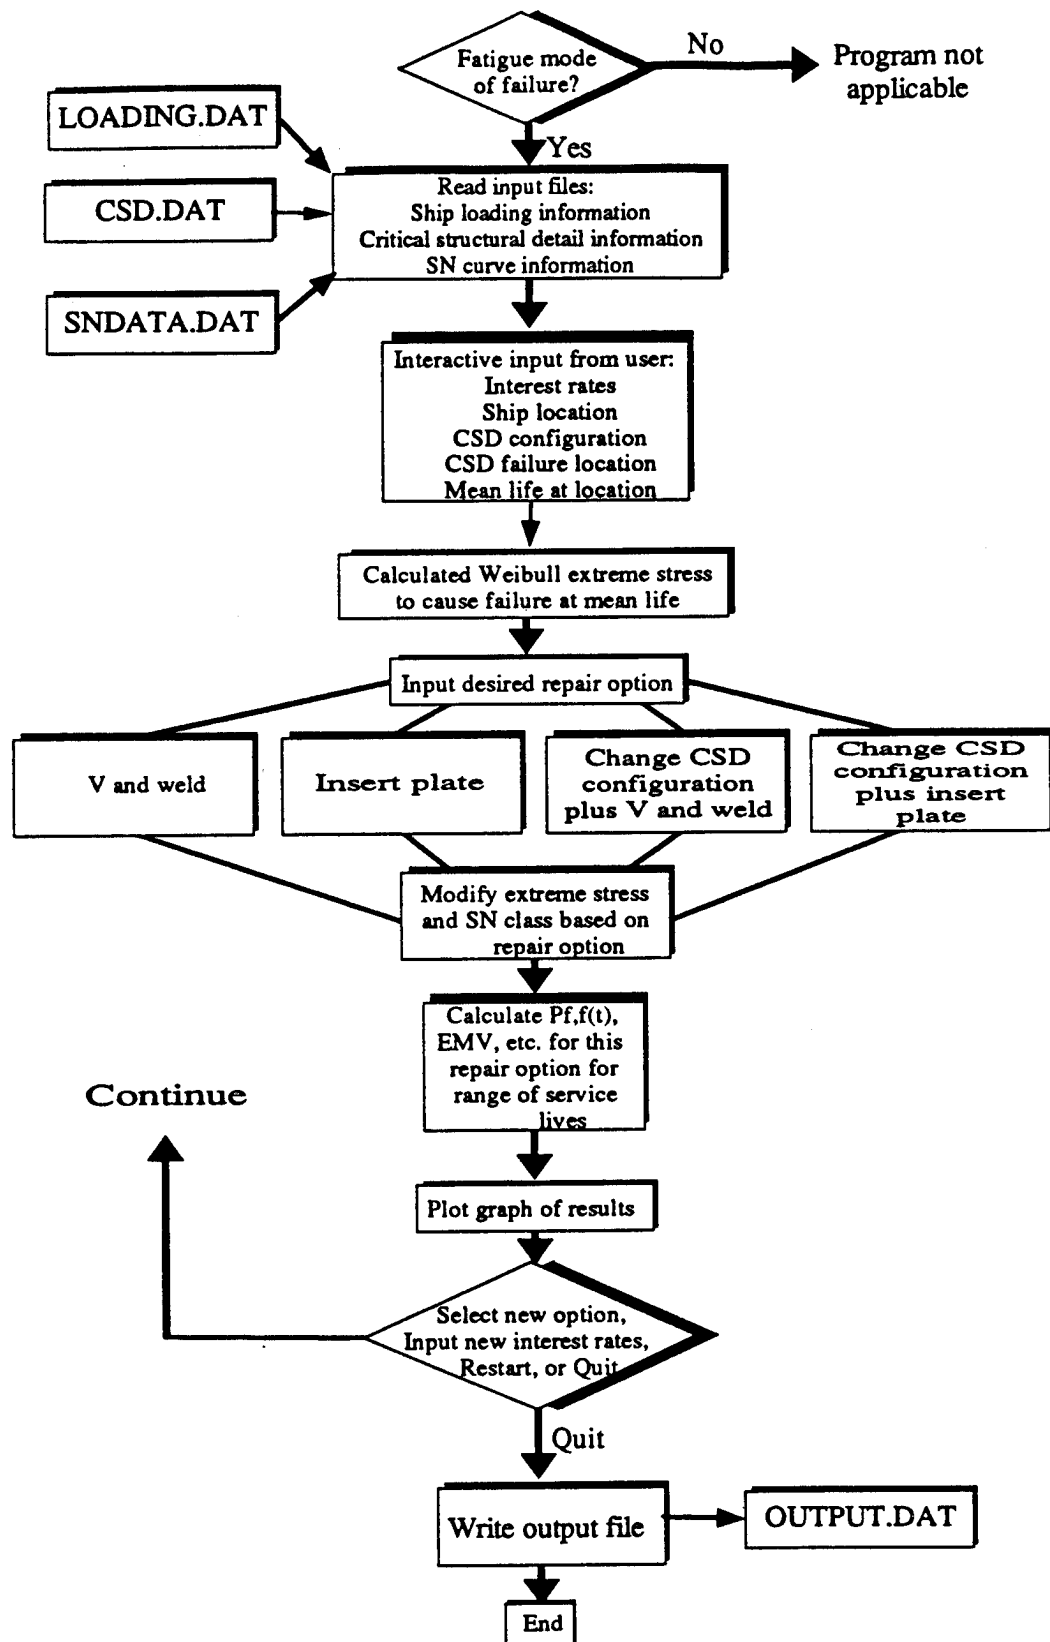 Fatigue mode
of failure?
No
Program not
applicable
LOADING.DAT
Yes
CSD.DAT
Read input files:
Ship loading information
Critical structural detail information
SN curve information
SNDATA.DAT
Interactive input from user:
Interest rates
Ship location
CSD configuration
CSD failure location
Mean life at location
Calculated Weibull extreme stress
to cause failure at mean life
Input desired repair option
V and weld
Insert plate
Change CSD
configuration
plus V and weld
Change CSD
configuration
plus insert
plate
Modify extreme stress
and SN class based on
repair option
Calculate Pf,f(t),
EMV, etc. for this
repair option for
range of service
lives
Continue
Plot graph of results
Select new option,
Input new interest rates,
Restart, or Quit
Quit
Write output file
OUTPUT.DAT
End